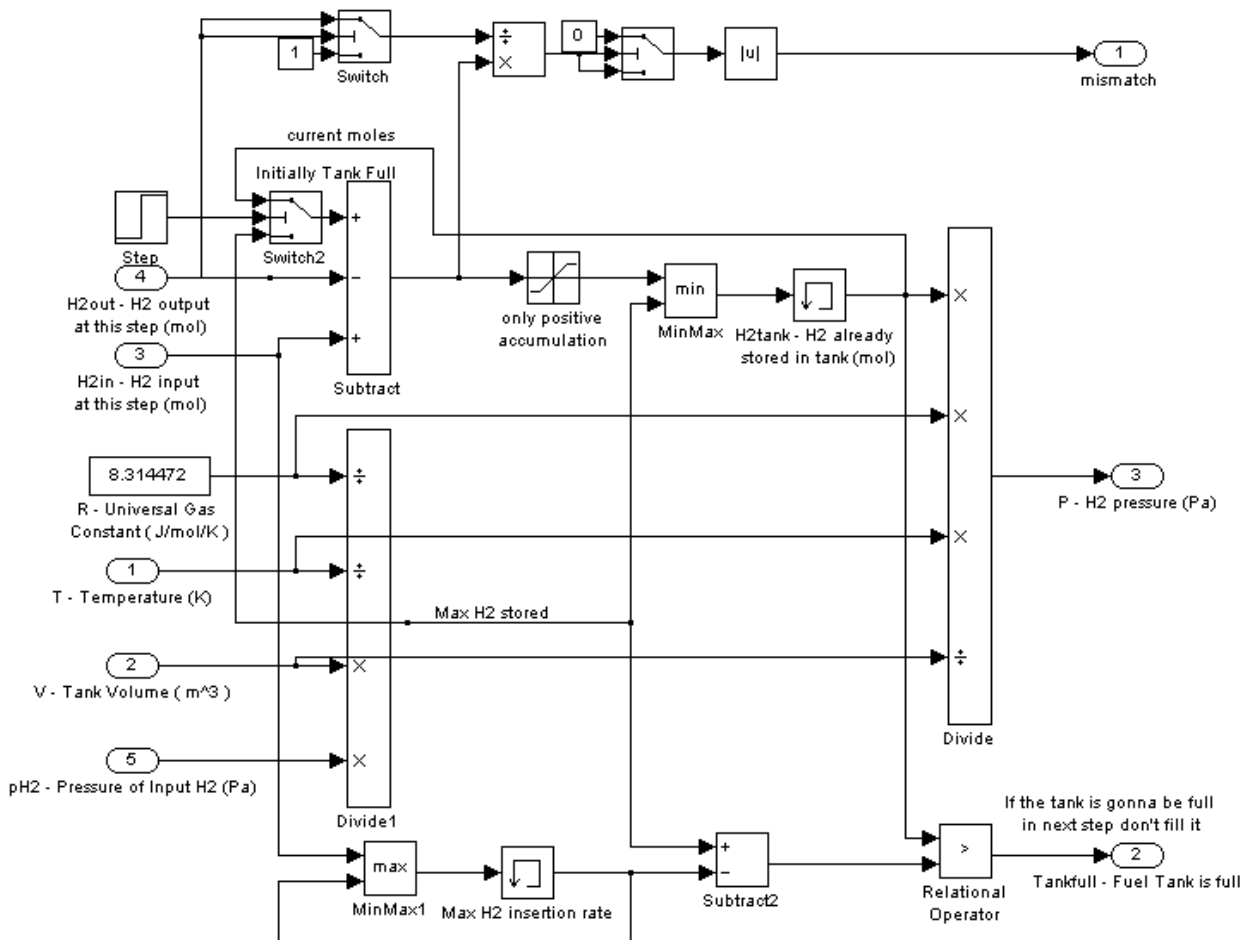 ÷
×
0
1
|u|
1
Switch
mismatch
current moles
Initially Tank Full
+
Step
Switch2
4
−
H2out - H2 output
at this step (mol)
only positive
accumulation
min
MinMax
H2tank - H2 already
stored in tank (mol)
×
3
+
H2in - H2 input
at this step (mol)
Subtract
×
8.314472
÷
R - Universal Gas
Constant ( J/mol/K )
3
P - H2 pressure (Pa)
×
1
÷
T - Temperature (K)
Max H2 stored
2
×
÷
V - Tank Volume ( m^3 )
Divide
5
×
pH2 - Pressure of Input H2 (Pa)
Divide1
If the tank is gonna be full
in next step don't fill it
max
MinMax1
Max H2 insertion rate
+
−
Subtract2
>
Relational
Operator
2
Tankfull - Fuel Tank is full